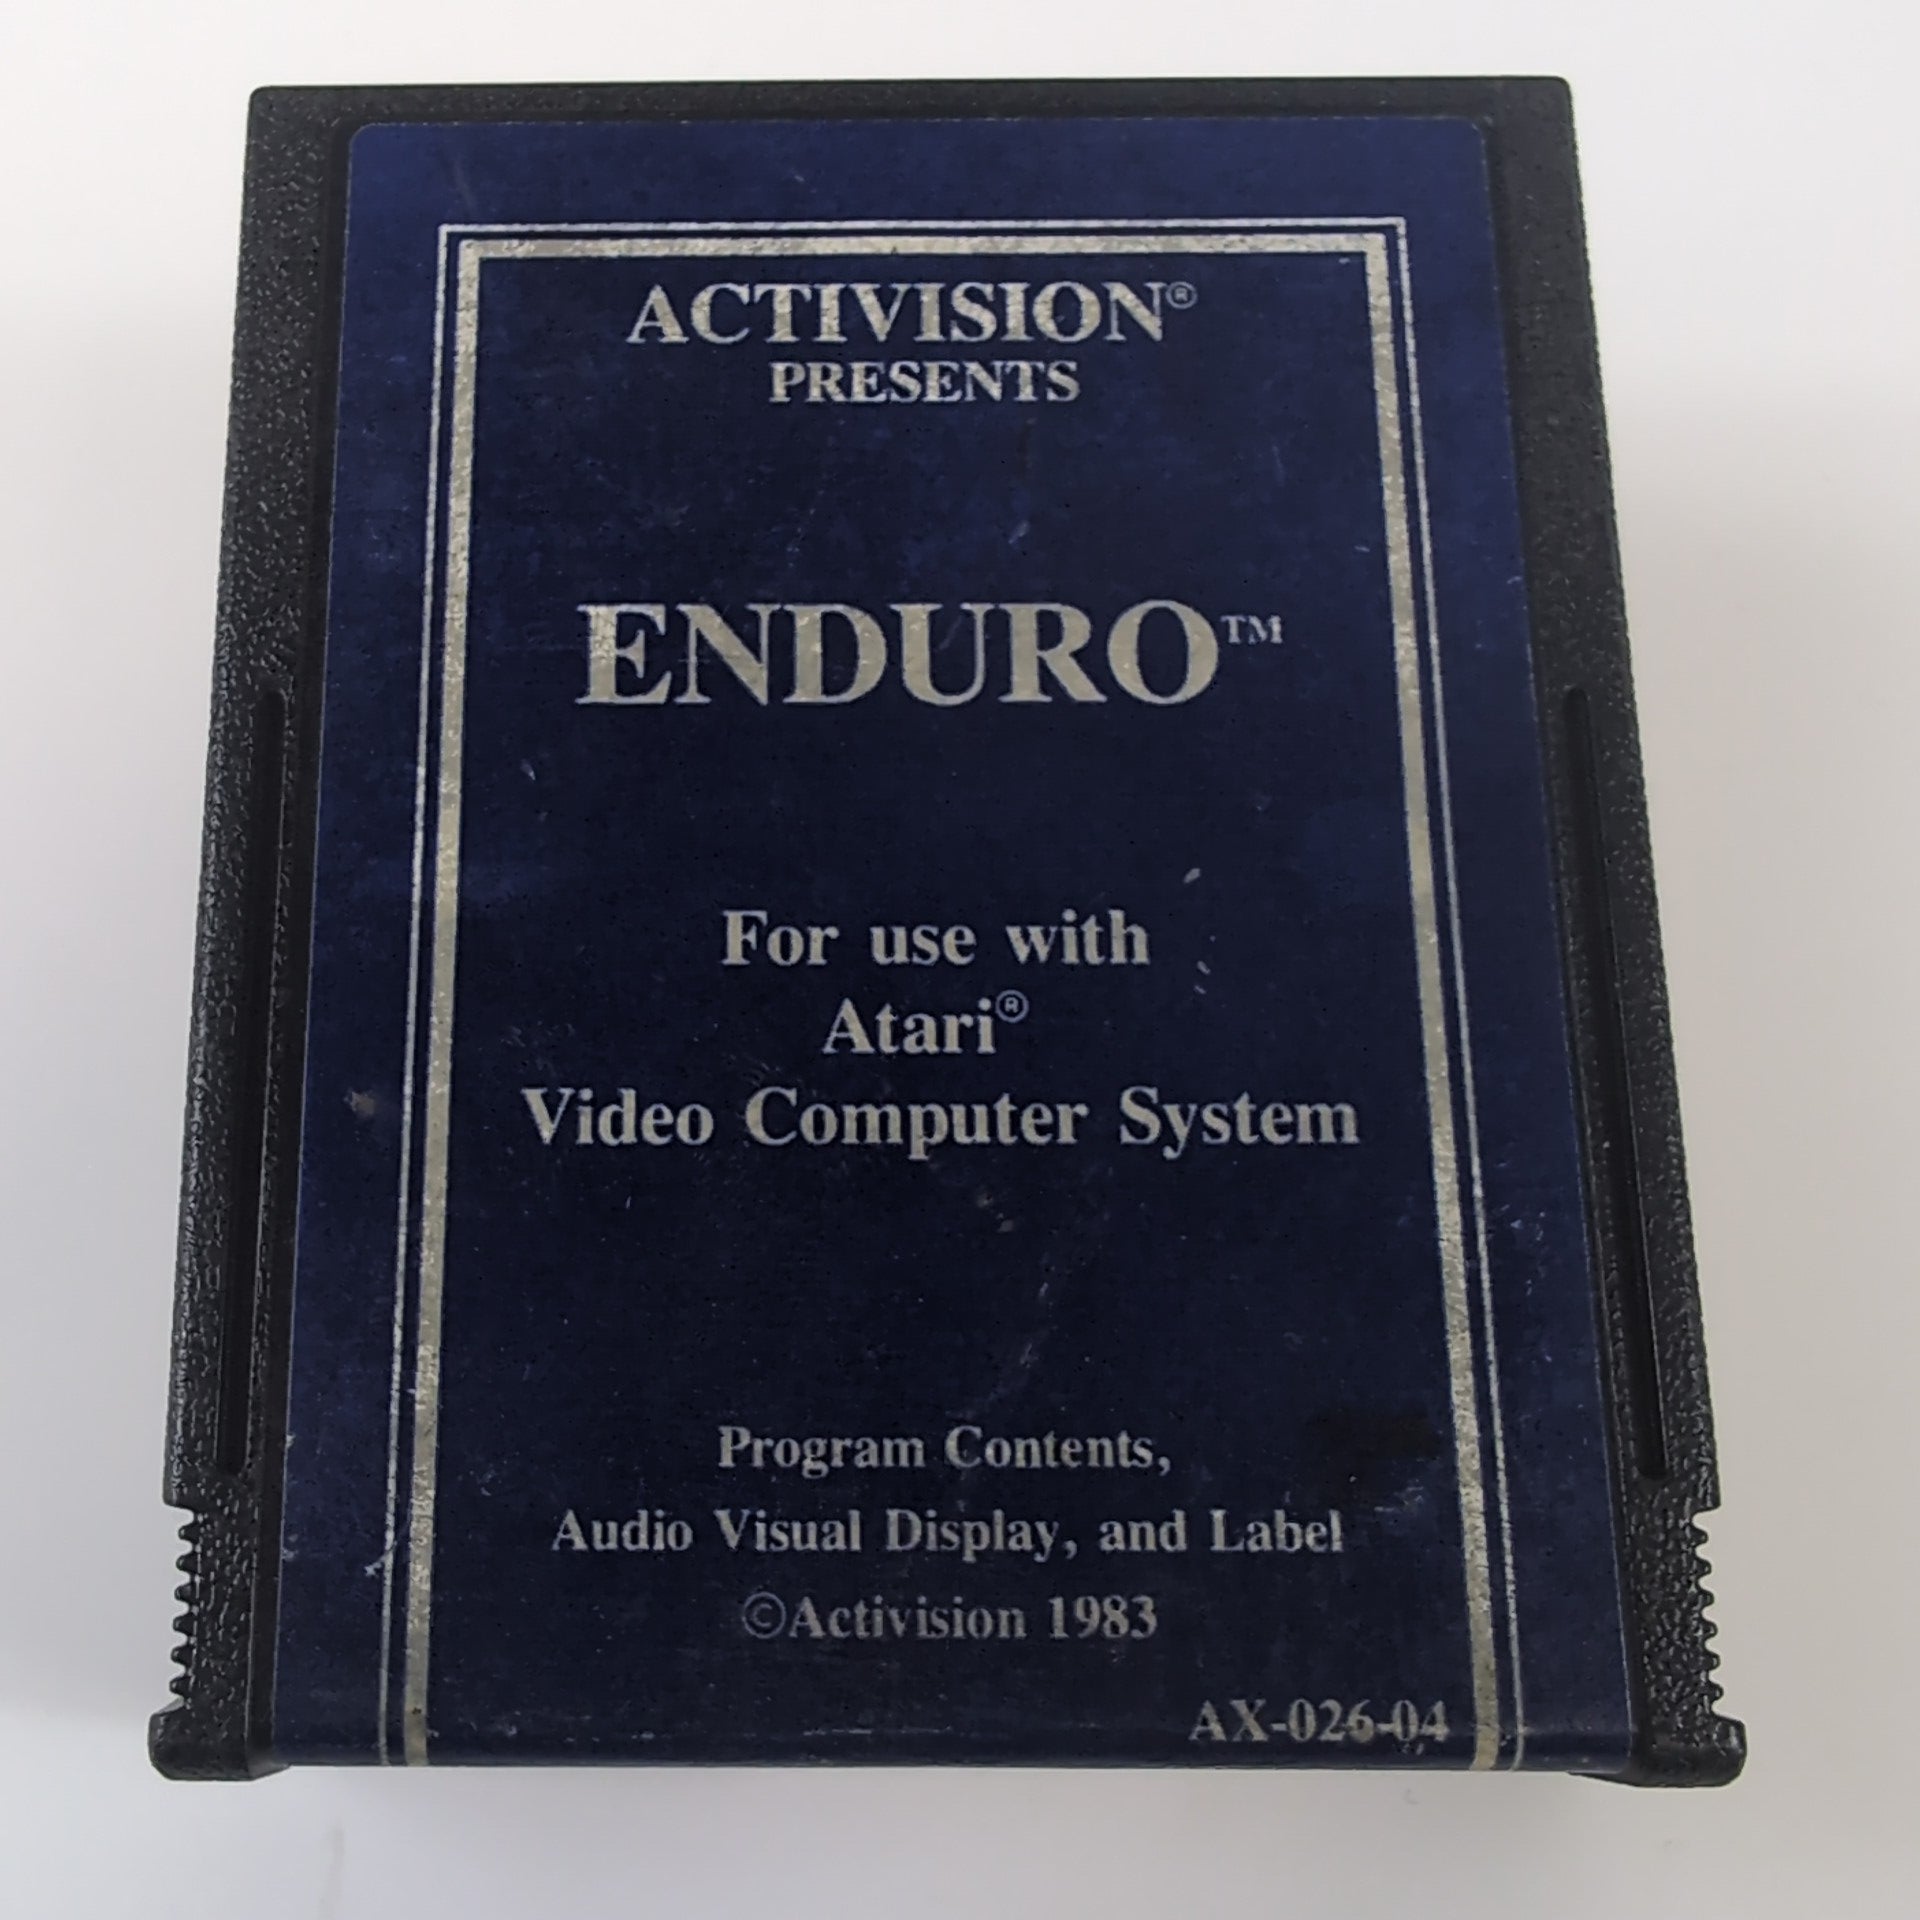 ACTIVISION®
PRESENTS
ENDURO™
For use with
Atari®
Video Computer System
Program Contents,
Audio Visual Display, and Label
©Activision 1983
AX-026-04